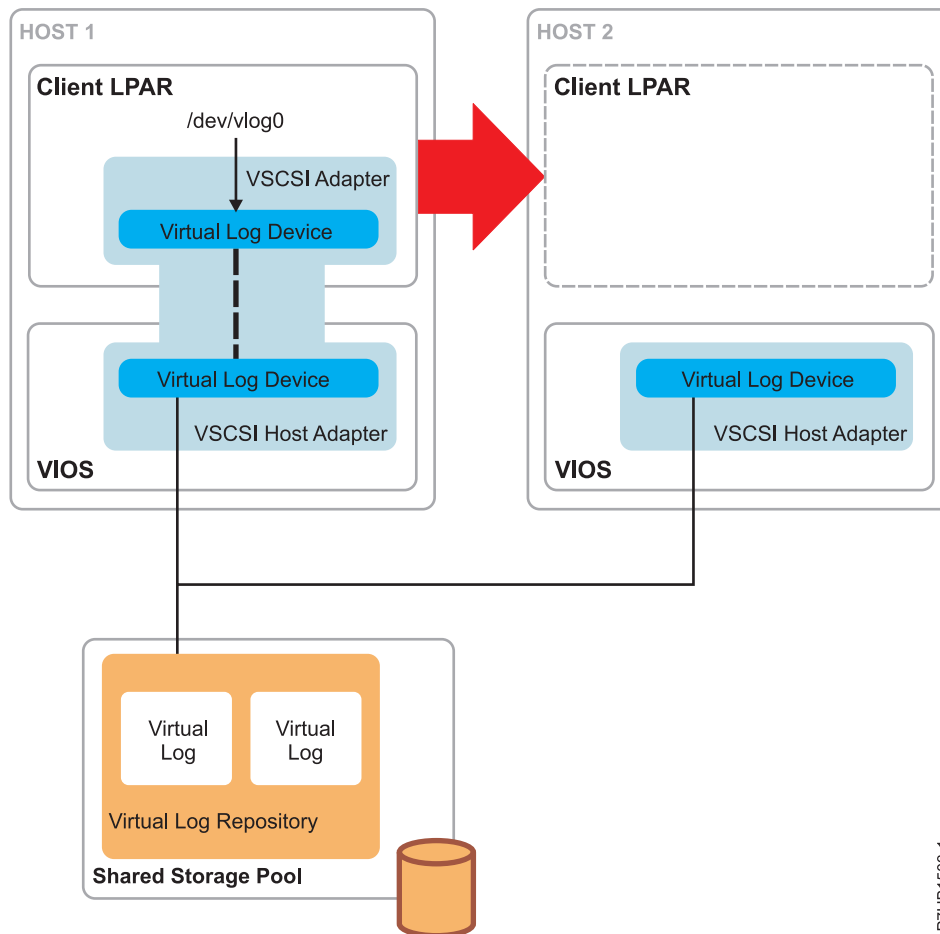 HOST 1
Client LPAR
/dev/vlog0
VSCSI Adapter
Virtual Log Device
Virtual Log Device
VSCSI Host Adapter
VIOS
HOST 2
Client LPAR
Virtual Log Device
VSCSI Host Adapter
VIOS
Virtual
Log
Virtual
Log
Virtual Log Repository
Shared Storage Pool